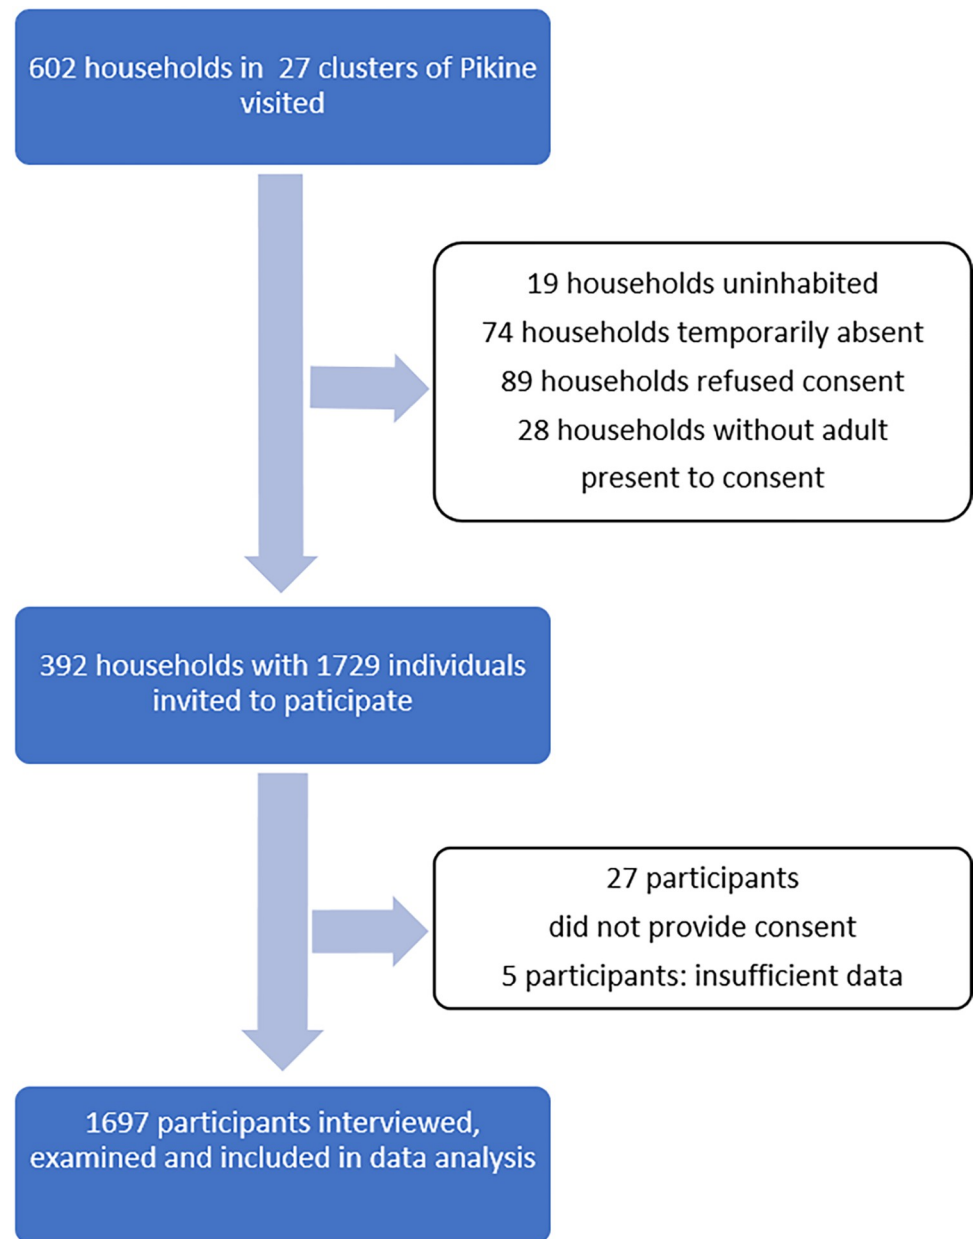 602 households in 27 clusters of Pikine
visited
19 households uninhabited
74 households temporarily absent
89 households refused consent
28 households without adult
present to consent
392 households with 1729 individuals
invited to paticipate
27 participants
did not provide consent
5 participants: insufficient data
1697 participants interviewed,
examined and included in data analysis